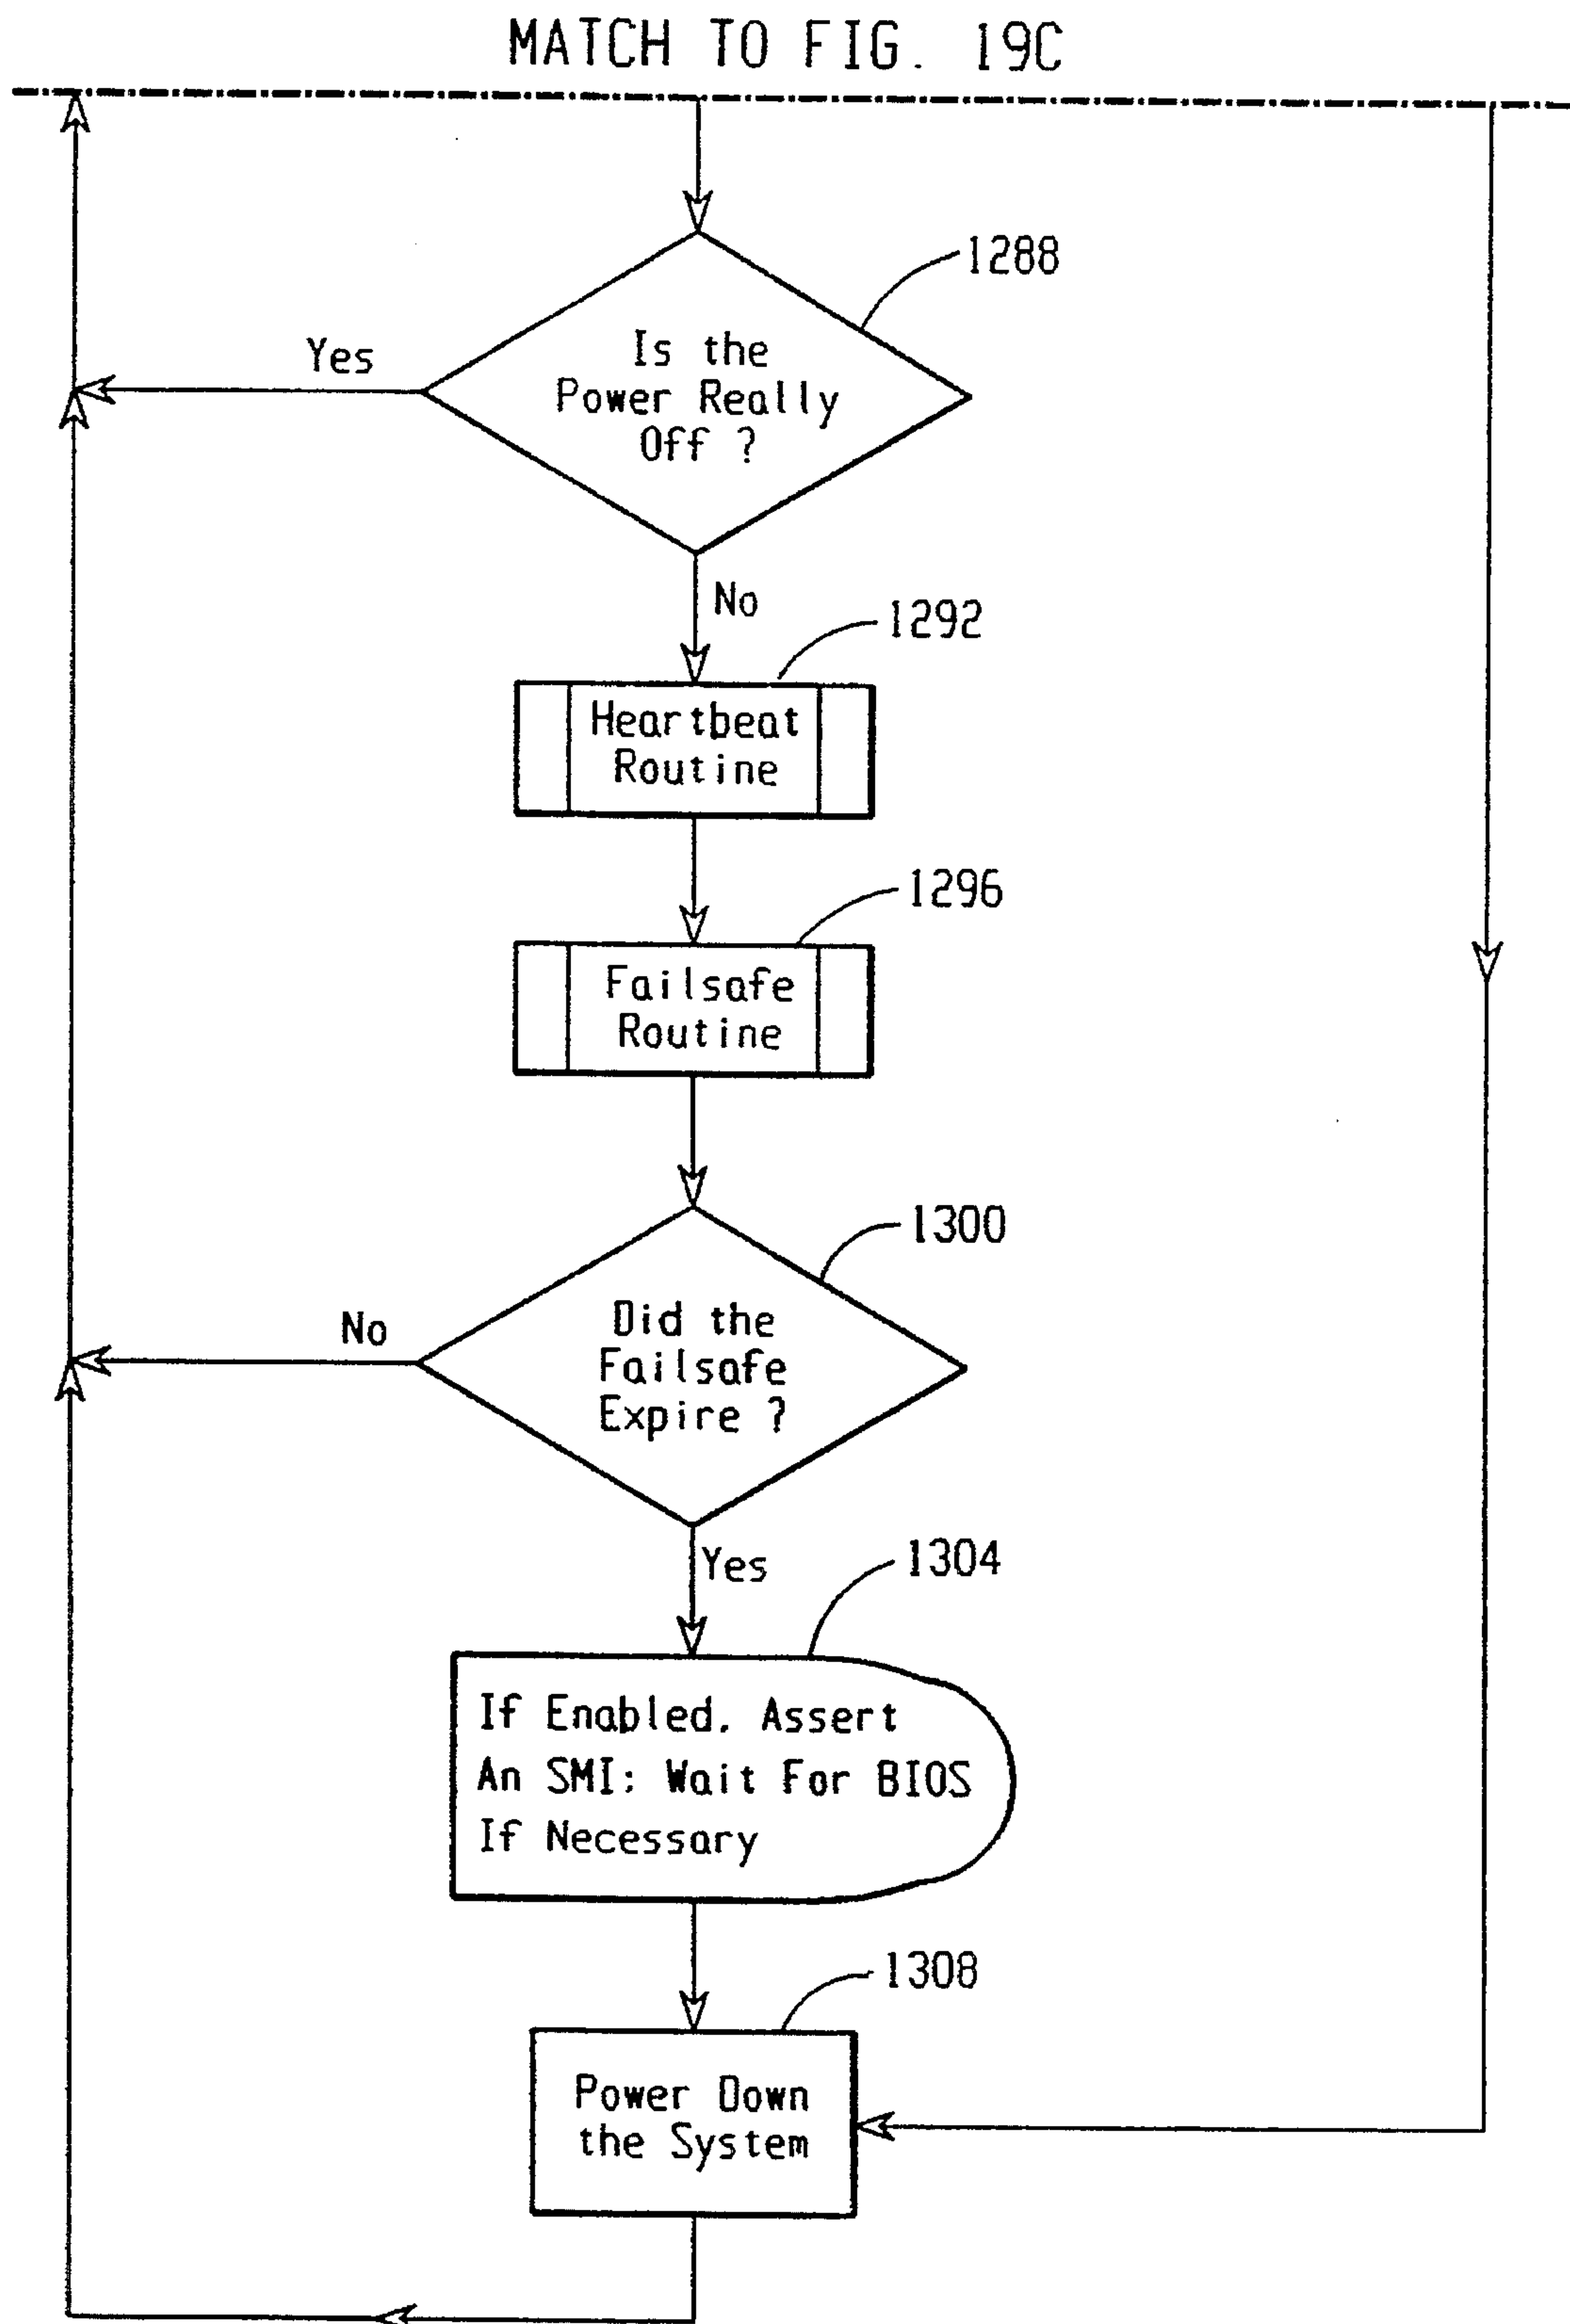 MATCH TO FIG. 19C
1288
Is the
Power Really
Off ?
Yes
No
1292
Heartbeat
Routine
1296
Failsafe
Routine
1300
Did the
Failsafe
Expire ?
No
Yes
1304
If Enabled, Assert
An SMI; Wait For BIOS
If Necessary
1308
Power Down
the System